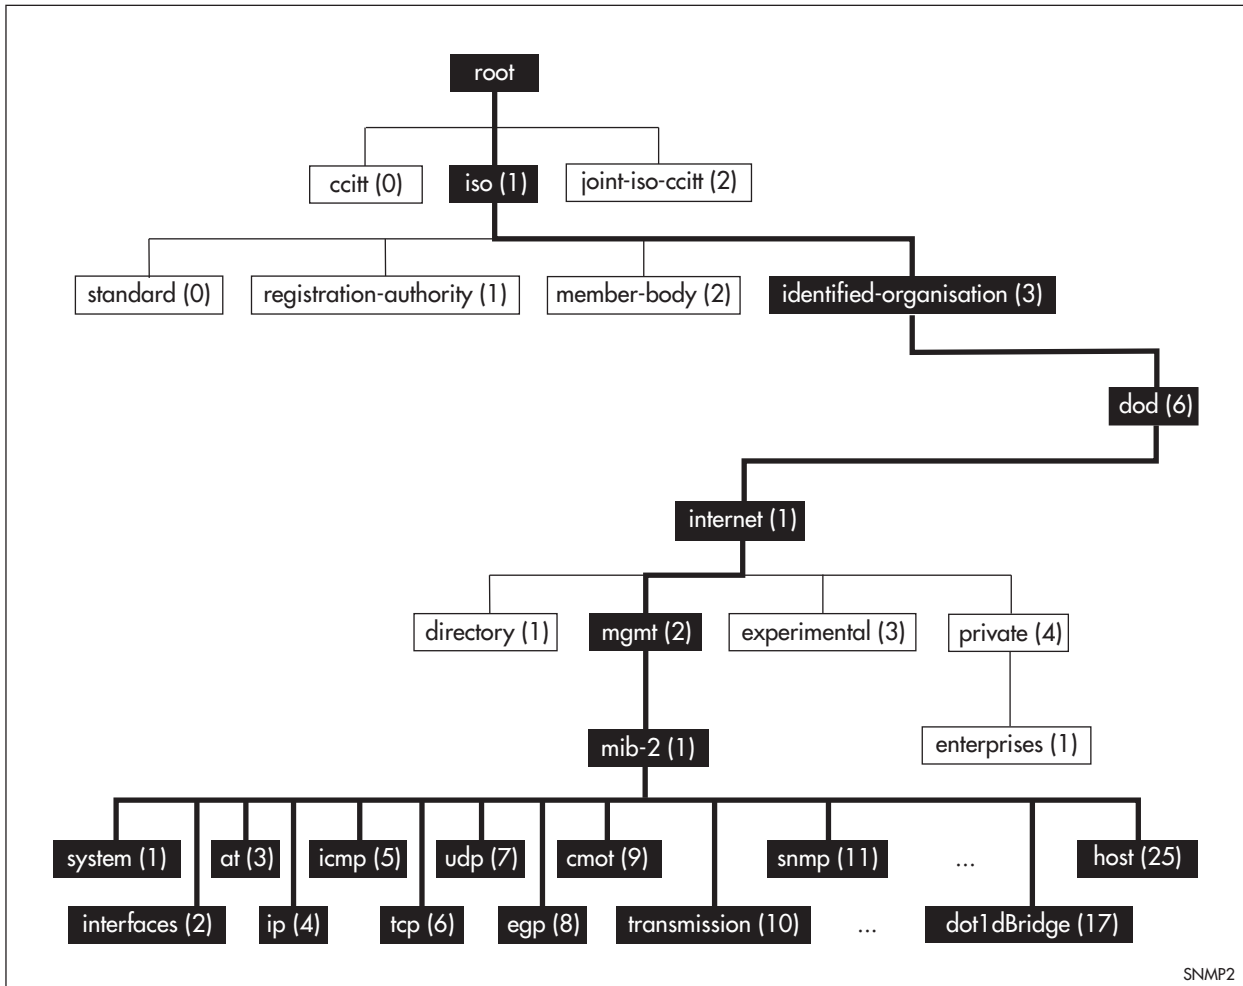 root
ccitt (0)
iso (1)
joint-iso-ccitt (2)
standard (0)
registration-authority (1)
member-body (2)
identified-organisation (3)
dod (6)
internet (1)
directory (1)
mgmt (2)
experimental (3)
private (4)
mib-2 (1)
enterprises (1)
system (1)
at (3)
icmp (5)
udp (7)
cmot (9)
snmp (11)
...
host (25)
interfaces (2)
ip (4)
tcp (6)
egp (8)
transmission (10)
...
dot1dBridge (17)
SNMP2